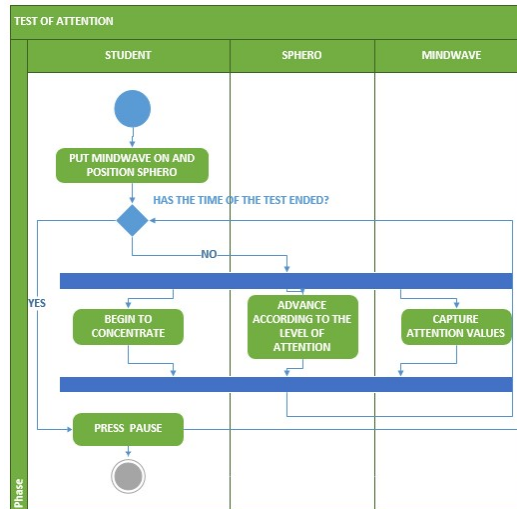 TEST OF ATTENTION
STUDENT
SPHERO
MINDWAVE
PUT MINDWAVE ON AND
POSITION SPHERO
HAS THE TIME OF THE TEST ENDED?
NO
YES
BEGIN TO
CONCENTRATE
ADVANCE
ACCORDING TO THE
LEVEL OF
ATTENTION
CAPTURE
ATTENTION VALUES
PRESS PAUSE
Phase